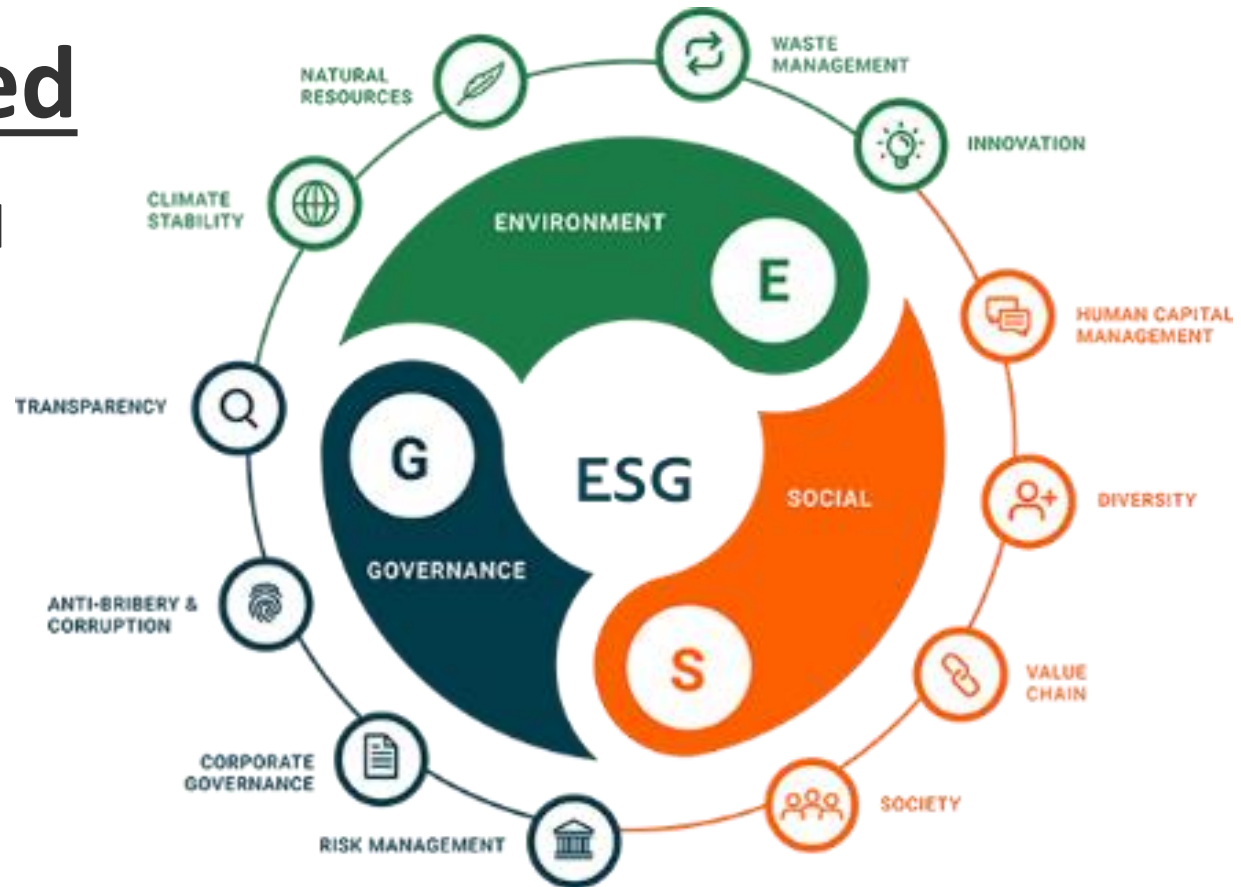 ed
NATURAL
RESOURCES
WASTE
MANAGEMENT
INNOVATION
CLIMATE
STABILITY
ENVIRONMENT
E
HUMAN CAPITAL
MANAGEMENT
TRANSPARENCY
G
ESG
SOCIAL
DIVERSITY
GOVERNANCE
ANTI-BRIBERY &
CORRUPTION
S
VALUE
CHAIN
CORPORATE
GOVERNANCE
SOCIETY
RISK MANAGEMENT